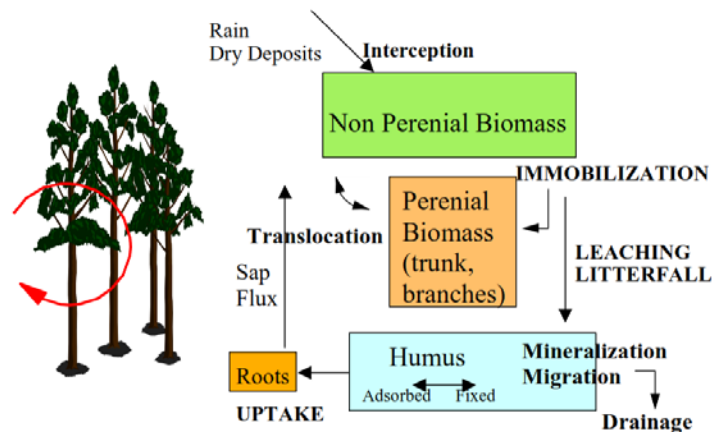 Rain
Dry Deposits
Interception
Non Perenial Biomass
IMMOBILIZATION
Perenial
Biomass
(trunk,
branches)
Translocation
LEACHING
LITTERFALL
Sap
Flux
Humus
Adsorbed
Fixed
Mineralization
Migration
Roots
UPTAKE
Drainage